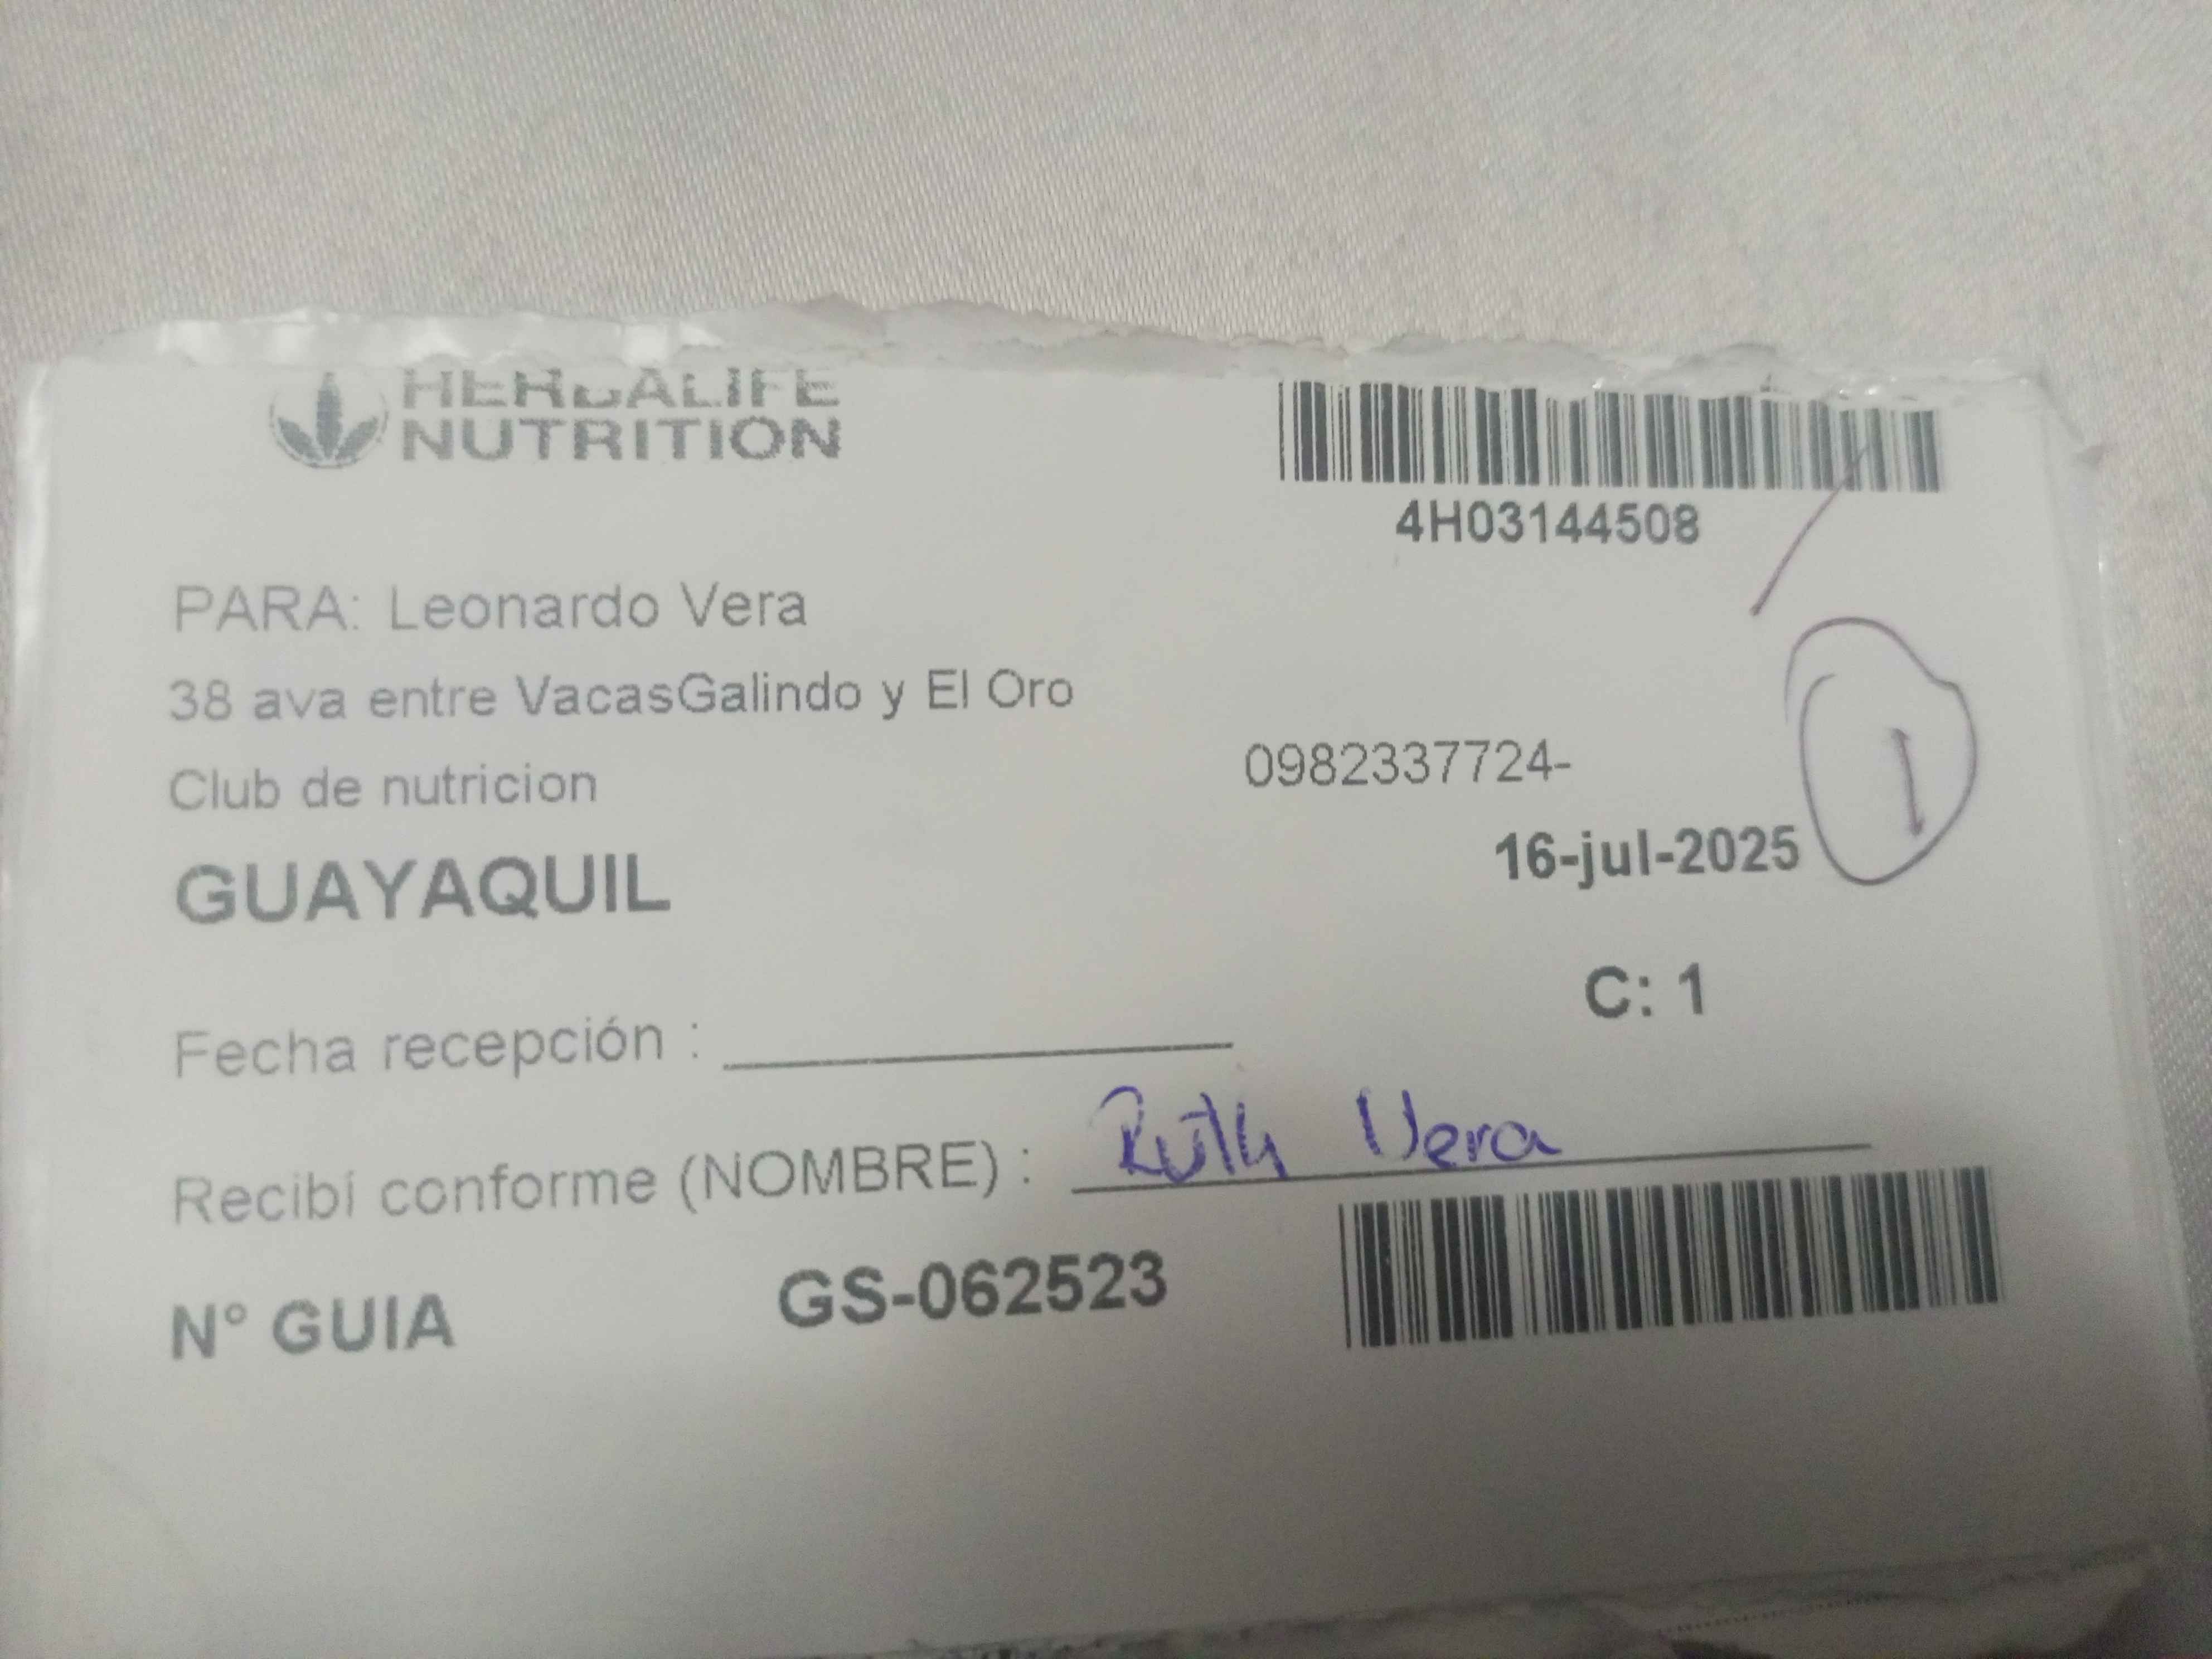 HERBALIFE
NUTRITION
4H03144508
PARA: Leonardo Vera
38 ava entre VacasGalindo y El Oro
Club de nutricion
0982337724-
1
GUAYAQUIL
16-jul-2025
C: 1
Fecha recepción :
Recibí conforme (NOMBRE) : Ruth Vera
N° GUIA GS-062523